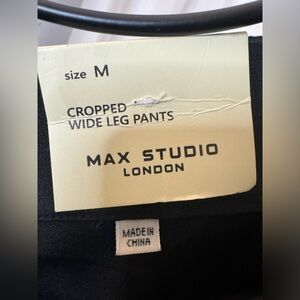 size M
CROPPED
WIDE LEG PANTS
MAX STUDIO
LONDON
MADE IN
CHINA